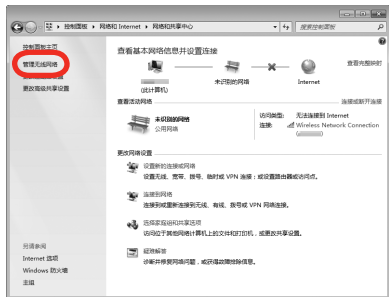 控制面板 ▸ 网络和 Internet ▸ 网络和共享中心
搜索控制面板
控制面板主页
管理无线网络
更改高级共享设置
查看基本网络信息并设置连接
查看完整映射
(此计算机)
未识别的网络
Internet
查看活动网络
连接或断开连接
未识别的网络
公用网络
访问类型: 无法连接到 Internet
连接: Wireless Network Connection
更改网络设置
设置新的连接或网络
设置无线、宽带、拨号、临时或 VPN 连接；或设置路由器或访问点。
连接到网络
连接到或重新连接到无线、有线、拨号或 VPN 网络连接。
选择家庭组和共享选项
访问位于其他网络计算机上的文件和打印机，或更改共享设置。
疑难解答
诊断并修复网络问题，或获得故障排除信息。
另请参阅
Internet 选项
Windows 防火墙
主组